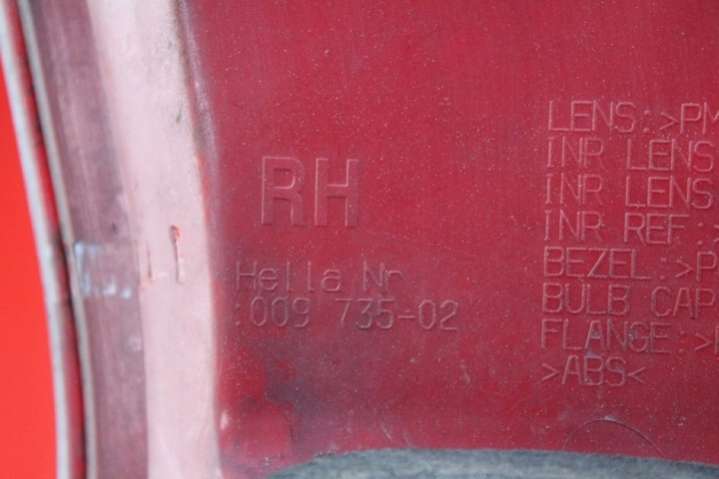 RH
Hella Nr
:009 735-02
LENS:>PM
INR LENS
INR LENS
INR REF:
BEZEL:>P
BULB CAP
FLANGE:>
>ABS<